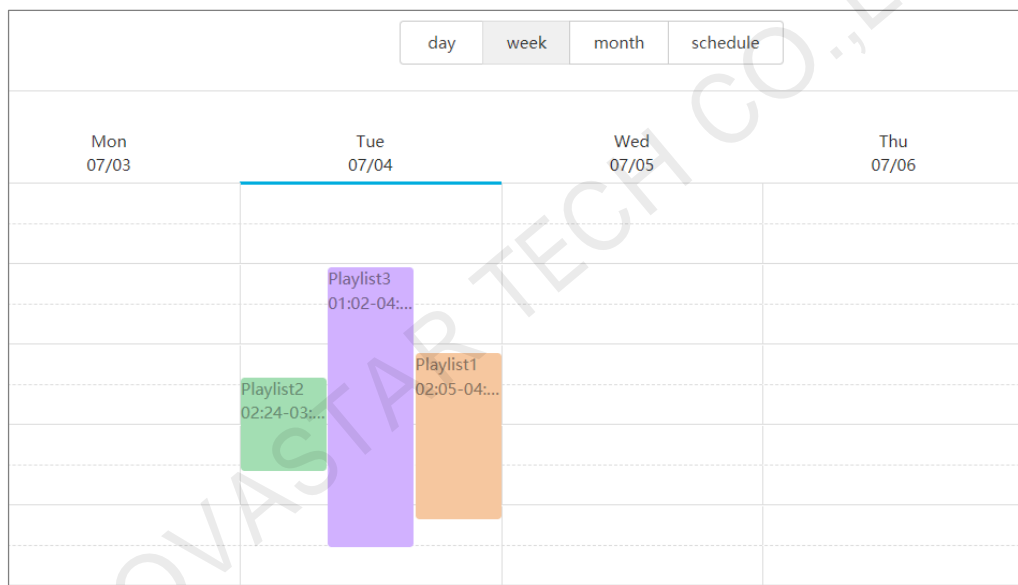 day week month schedule
Mon Tue Wed Thu
07/03 07/04 07/05 07/06
Playlist3
01:02-04:...
Playlist1
02:05-04:...
Playlist2
02:24-03:...
OVASTAR TECH CO.,L